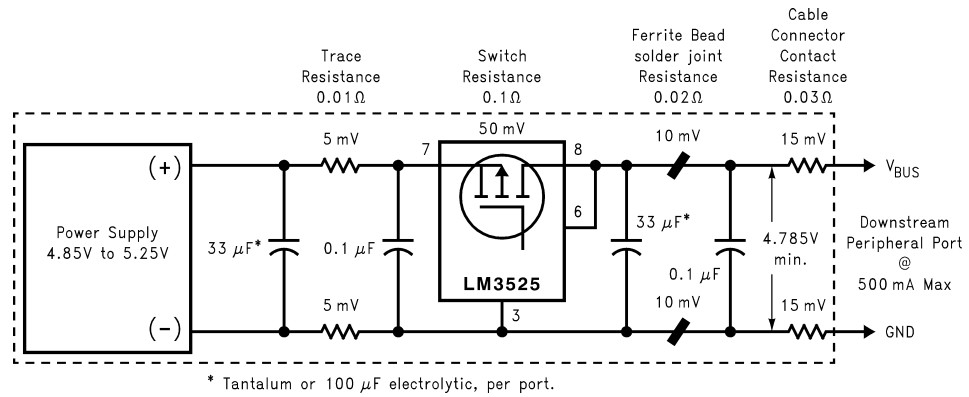 Trace
Resistance
0.01Ω
Switch
Resistance
0.1Ω
Ferrite Bead
solder joint
Resistance
0.02Ω
Cable
Connector
Contact
Resistance
0.03Ω
5 mV
50 mV
10 mV
15 mV
(+)
7
8
V_BUS
6
Power Supply
4.85V to 5.25V
33 μF*
0.1 μF
LM3525
33 μF*
0.1 μF
4.785V
min.
Downstream
Peripheral Port
@
500 mA Max
5 mV
3
10 mV
15 mV
(-)
GND
* Tantalum or 100 μF electrolytic, per port.